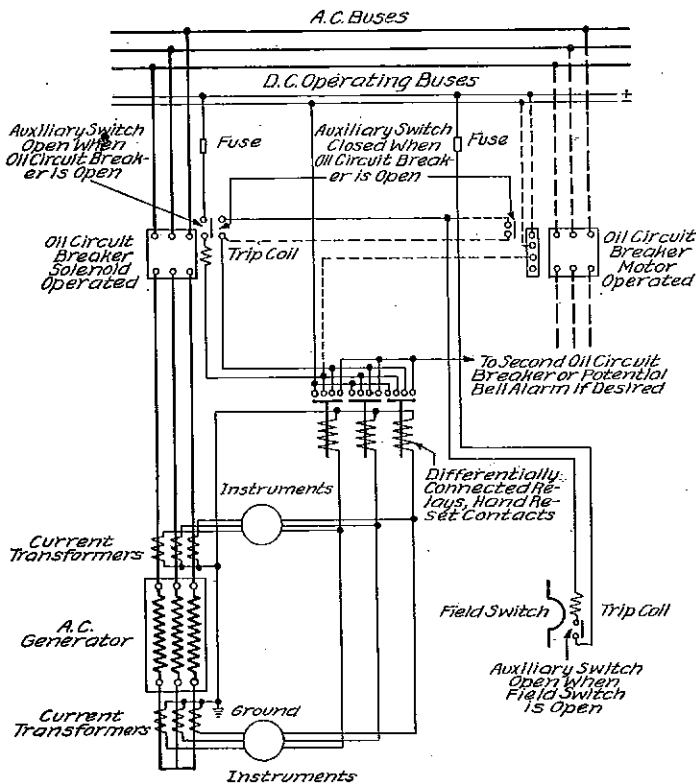 A.C. Buses
D.C. Operating Buses
±
Auxiliary Switch
Open When
Oil Circuit Break-
er is Open
Fuse
Auxiliary Switch
Closed When
Oil Circuit Break-
er is Open
Fuse
Oil Circuit
Breaker
Solenoid
Operated
Trip Coil
Oil Circuit
Breaker
Motor
Operated
To Second Oil Circuit
Breaker or Potential
Bell Alarm if Desired
Differentially
Connected Re-
lays, Hand Re-
set Contacts
Instruments
Current
Transformers
A.C.
Generator
Field Switch
Trip Coil
Auxiliary Switch
Open When
Field Switch
is Open
Current
Transformers
Ground
Instruments